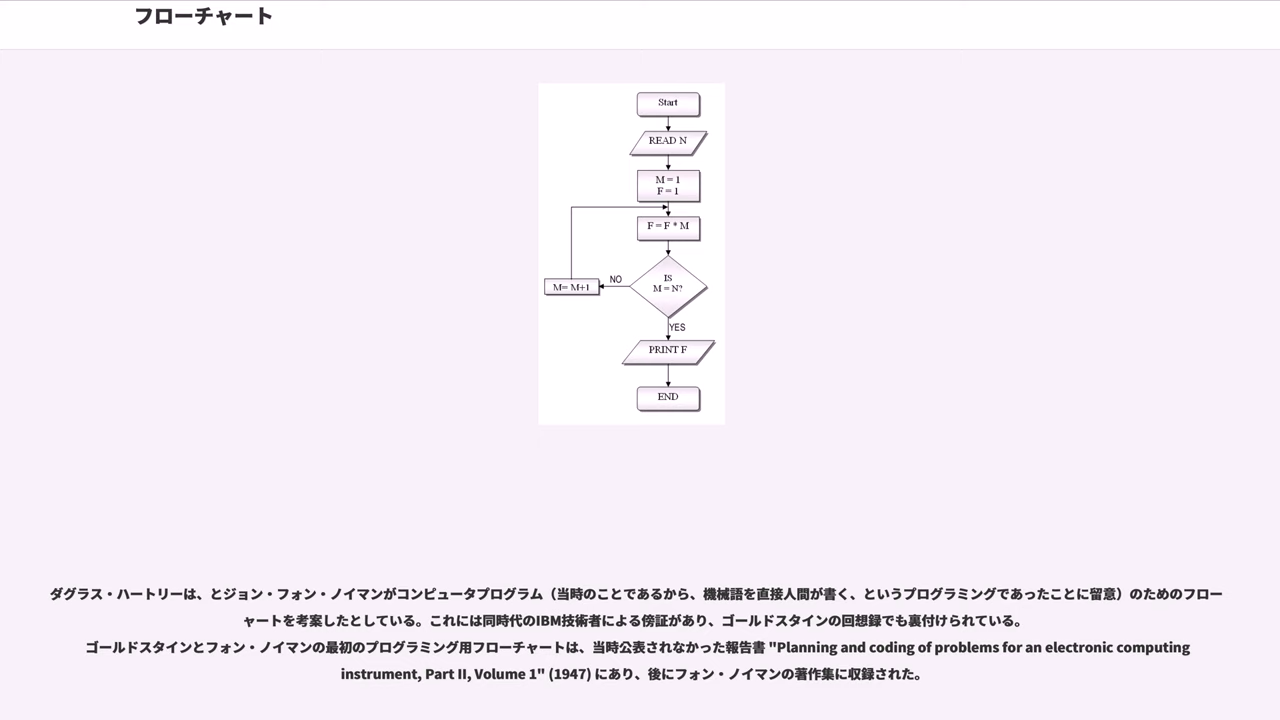 フローチャート
Start
READ N
M = 1
F = 1
F = F * M
IS
M = N?
NO
M= M+1
YES
PRINT F
END
ダグラス・ハートリーは、とジョン・フォン・ノイマンがコンピュータプログラム（当時のことであるから、機械語を直接人間が書く、というプログラミングであったことに留意）のためのフロー
ャートを考案したとしている。これには同時代のIBM技術者による傍証があり、ゴールドスタインの回想録でも裏付けられている。
ゴールドスタインとフォン・ノイマンの最初のプログラミング用フローチャートは、当時公表されなかった報告書 "Planning and coding of problems for an electronic computing
instrument, Part II, Volume 1" (1947) にあり、後にフォン・ノイマンの著作集に収録された。